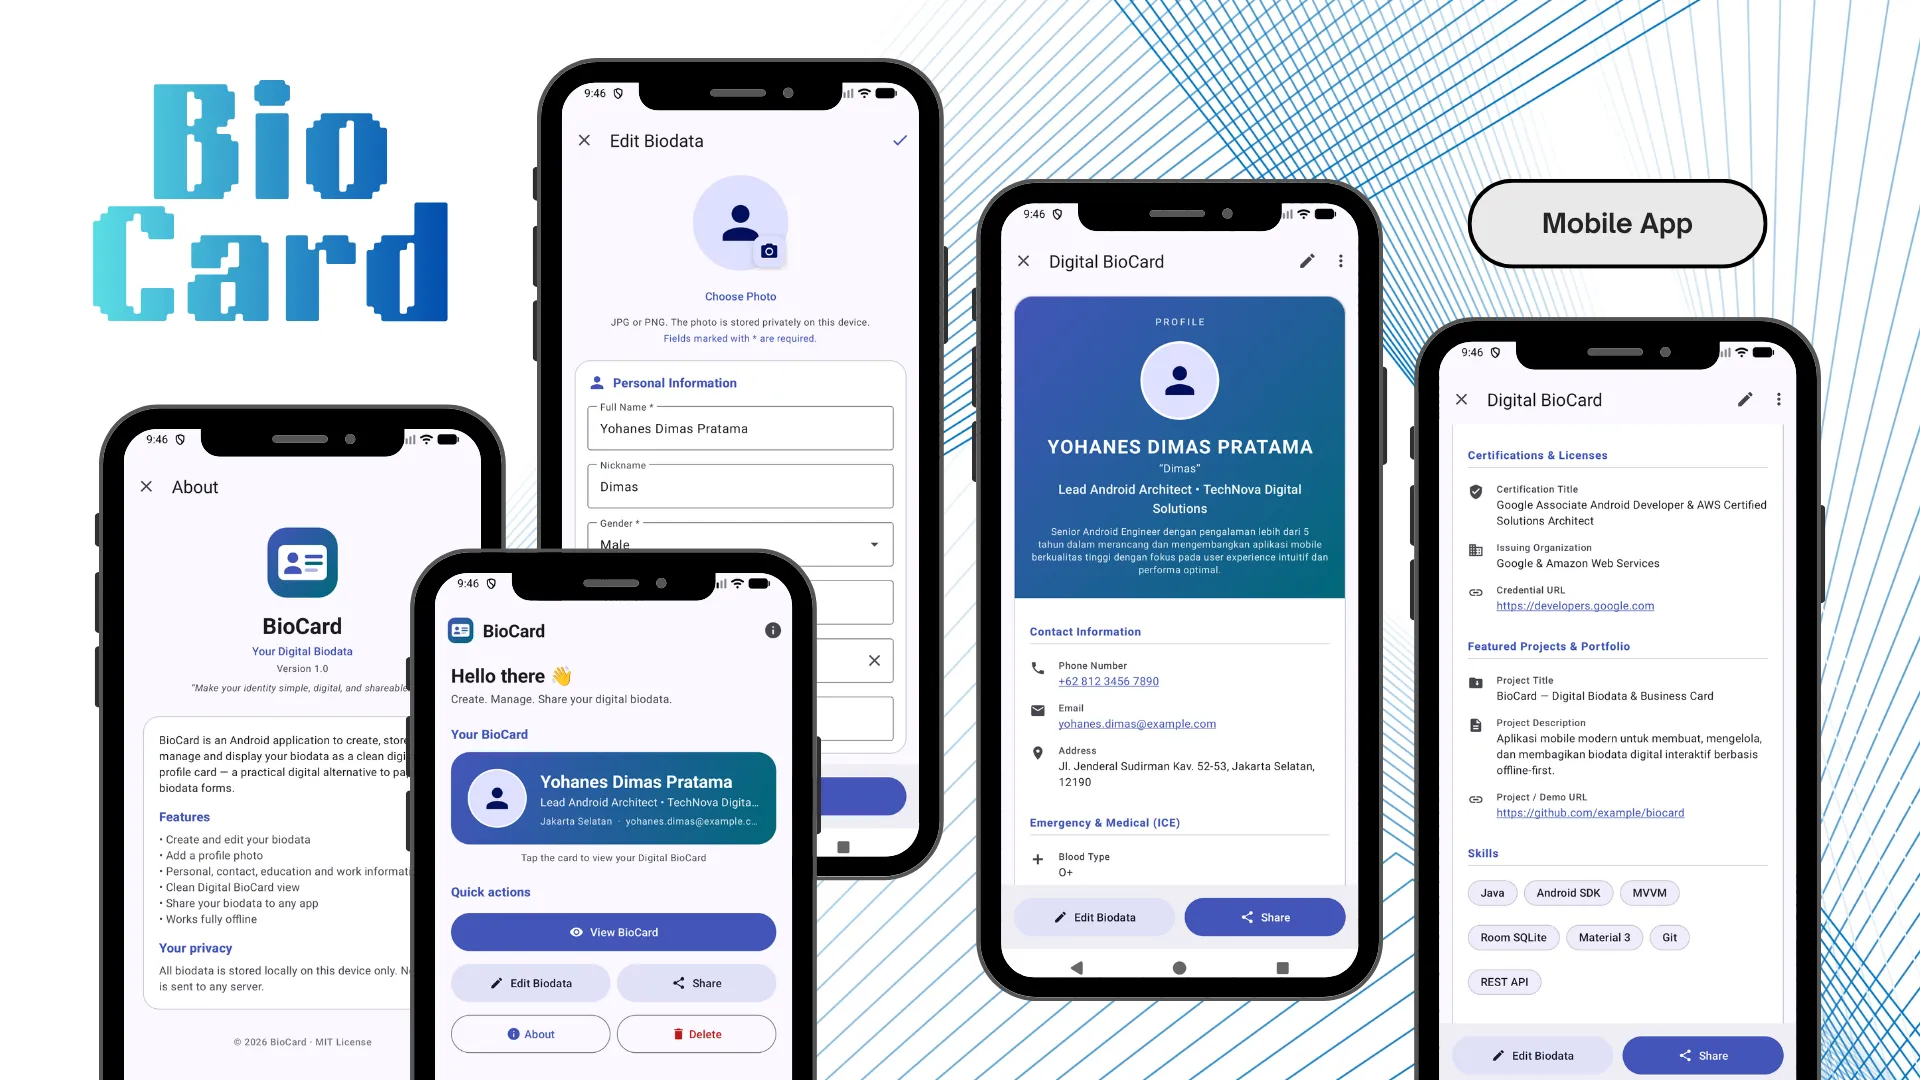 Bio
Card
Mobile App
9:46
About
BioCard
Your Digital Biodata
Version 1.0
"Make your identity simple, digital, and shareable
BioCard is an Android application to create, store
manage and display your biodata as a clean digi
profile card — a practical digital alternative to pa
biodata forms.
Features
• Create and edit your biodata
• Add a profile photo
• Personal, contact, education and work informati
• Clean Digital BioCard view
• Share your biodata to any app
• Works fully offline
Your privacy
All biodata is stored locally on this device only. N
is sent to any server.
© 2026 BioCard · MIT License
9:46
BioCard
Hello there 👋
Create. Manage. Share your digital biodata.
Your BioCard
Yohanes Dimas Pratama
Lead Android Architect • TechNova Digita...
Jakarta Selatan · yohanes.dimas@example.c...
Tap the card to view your Digital BioCard
Quick actions
View BioCard
Edit Biodata
Share
About
Delete
9:46
Edit Biodata
Choose Photo
JPG or PNG. The photo is stored privately on this device.
Fields marked with * are required.
Personal Information
Full Name *
Yohanes Dimas Pratama
Nickname
Dimas
Gender *
Male
9:46
Digital BioCard
PROFILE
YOHANES DIMAS PRATAMA
"Dimas"
Lead Android Architect • TechNova Digital
Solutions
Senior Android Engineer dengan pengalaman lebih dari 5
tahun dalam merancang dan mengembangkan aplikasi mobile
berkualitas tinggi dengan fokus pada user experience intuitif dan
performa optimal.
Contact Information
Phone Number
+62 812 3456 7890
Email
yohanes.dimas@example.com
Address
Jl. Jenderal Sudirman Kav. 52-53, Jakarta Selatan,
12190
Emergency & Medical (ICE)
Blood Type
O+
Edit Biodata
Share
9:46
Digital BioCard
Certifications & Licenses
Certification Title
Google Associate Android Developer & AWS Certified
Solutions Architect
Issuing Organization
Google & Amazon Web Services
Credential URL
https://developers.google.com
Featured Projects & Portfolio
Project Title
BioCard — Digital Biodata & Business Card
Project Description
Aplikasi mobile modern untuk membuat, mengelola,
dan membagikan biodata digital interaktif berbasis
offline-first.
Project / Demo URL
https://github.com/example/biocard
Skills
Java
Android SDK
MVVM
Room SQLite
Material 3
Git
REST API
Edit Biodata
Share